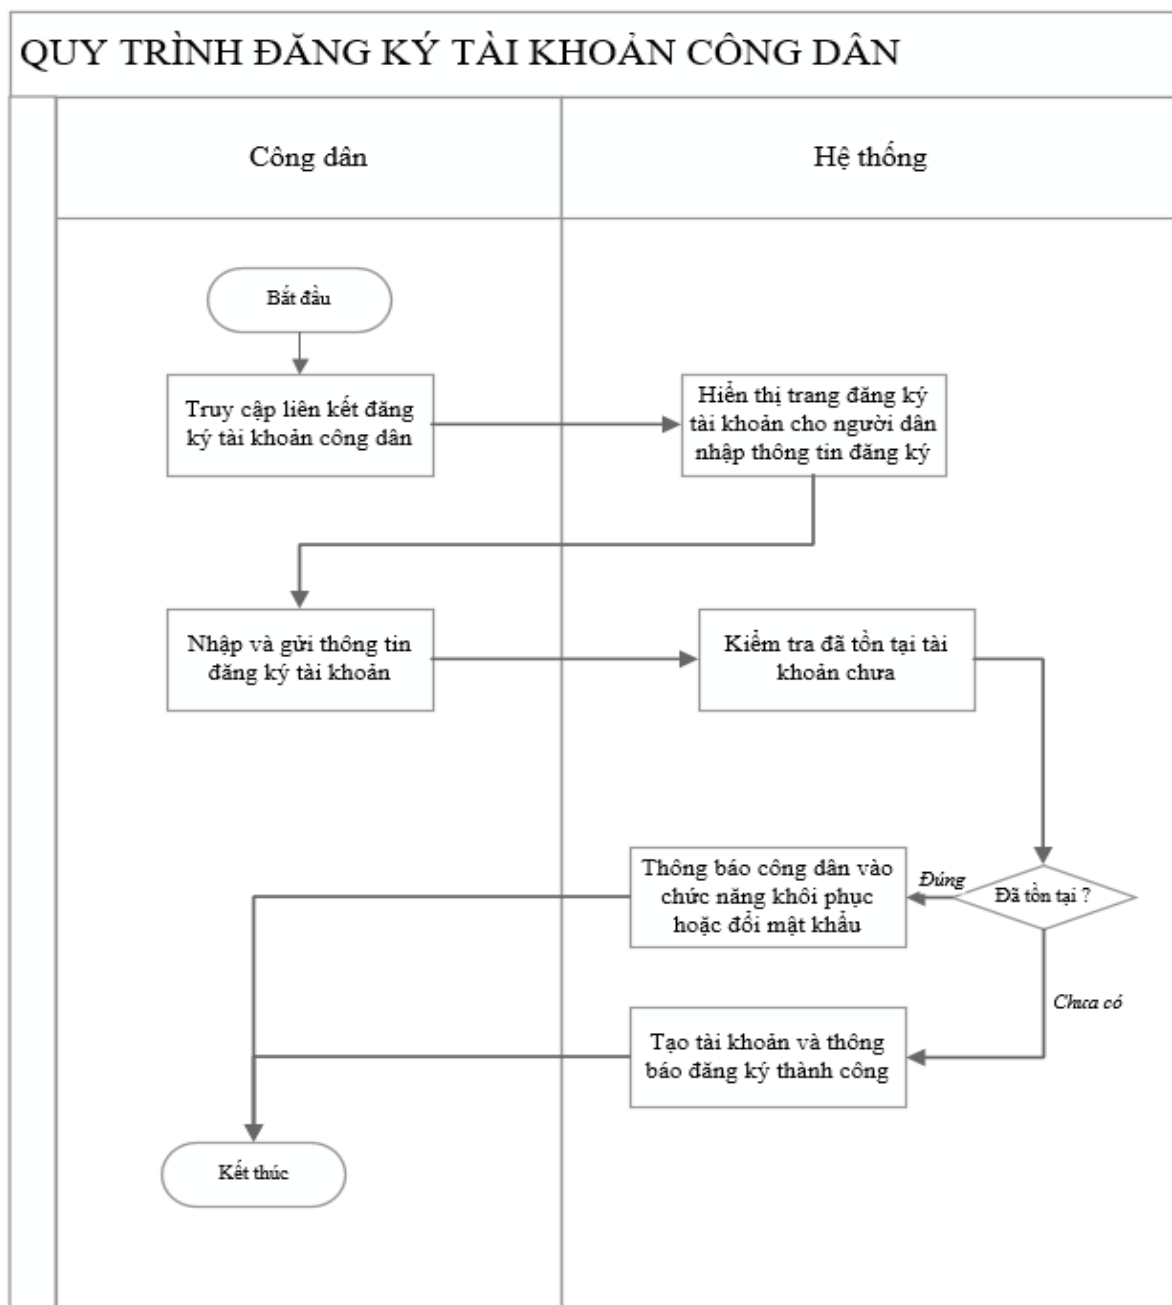 QUY TRÌNH ĐĂNG KÝ TÀI KHOẢN CÔNG DÂN
Công dân
Hệ thống
Bắt đầu
Truy cập liên kết đăng
ký tài khoản công dân
Hiển thị trang đăng ký
tài khoản cho người dân
nhập thông tin đăng ký
Nhập và gửi thông tin
đăng ký tài khoản
Kiểm tra đã tồn tại tài
khoản chưa
Đã tồn tại ?
Đúng
Thông báo công dân vào
chức năng khôi phục
hoặc đổi mật khẩu
Chưa có
Tạo tài khoản và thông
báo đăng ký thành công
Kết thúc